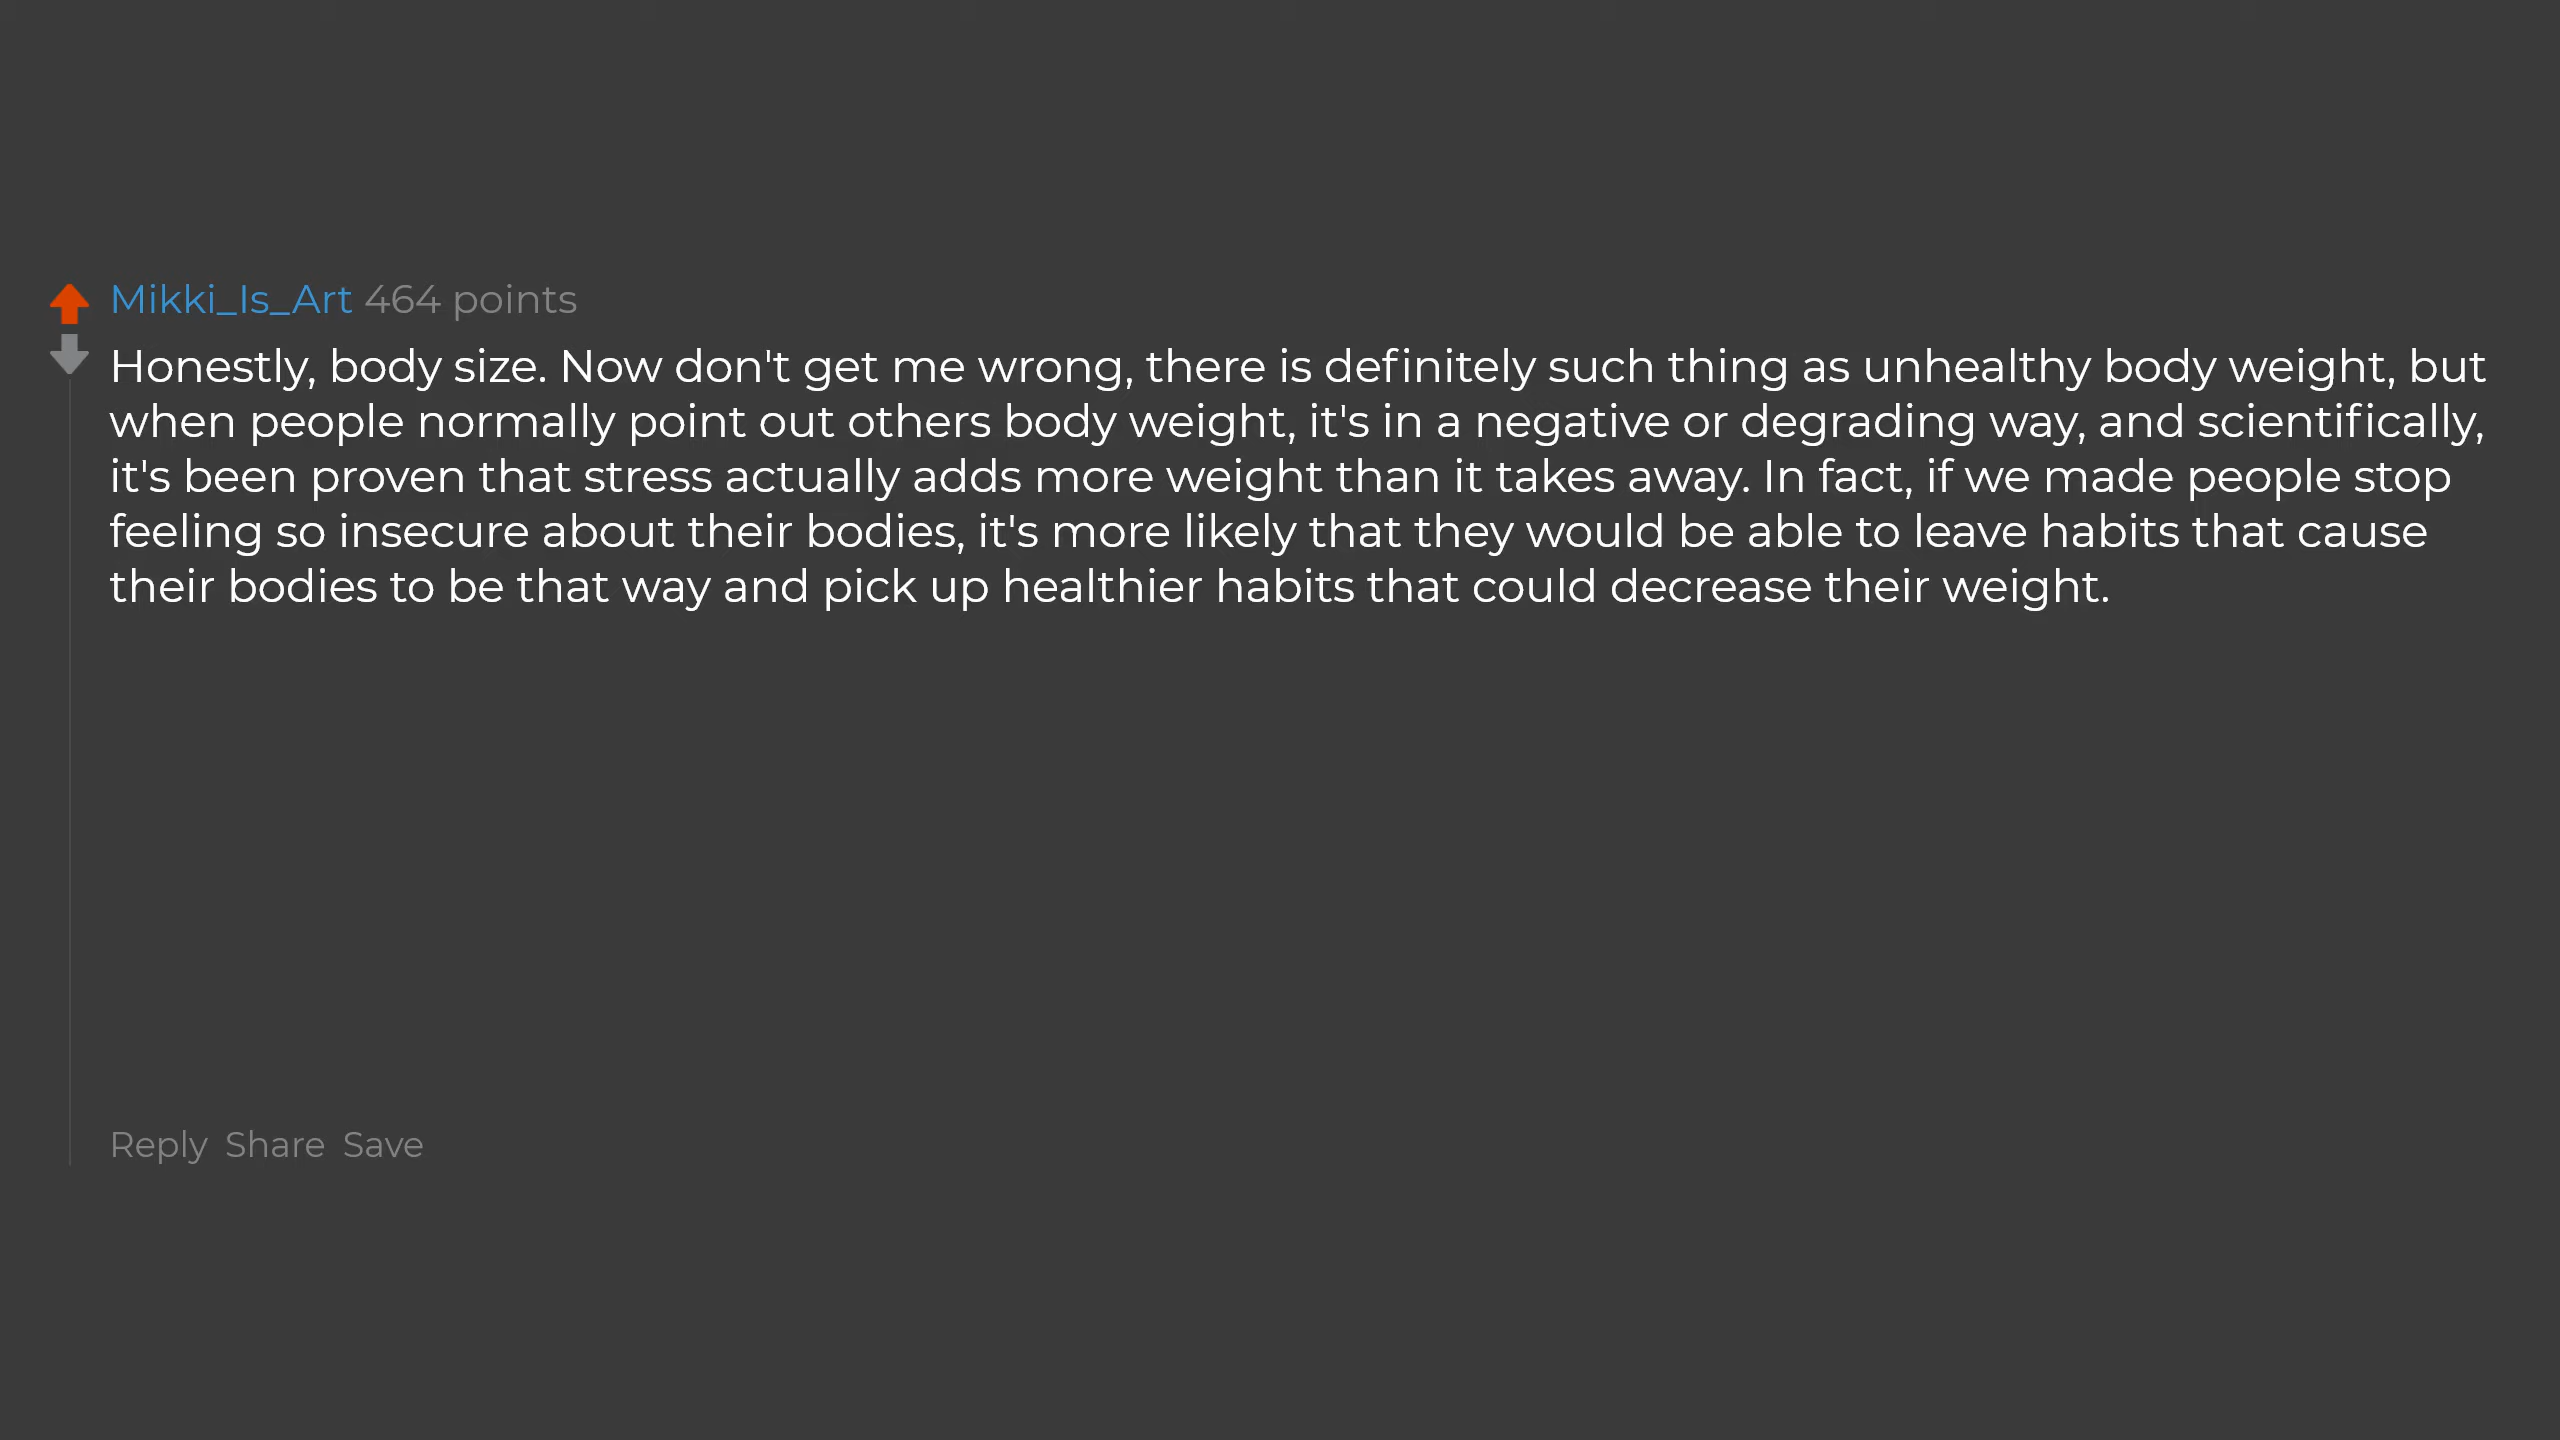 Mikki_Is_Art 464 points
Honestly, body size. Now don't get me wrong, there is definitely such thing as unhealthy body weight, but
when people normally point out others body weight, it's in a negative or degrading way, and scientifically,
it's been proven that stress actually adds more weight than it takes away. In fact, if we made people stop
feeling so insecure about their bodies, it's more likely that they would be able to leave habits that cause
their bodies to be that way and pick up healthier habits that could decrease their weight.
Reply Share Save